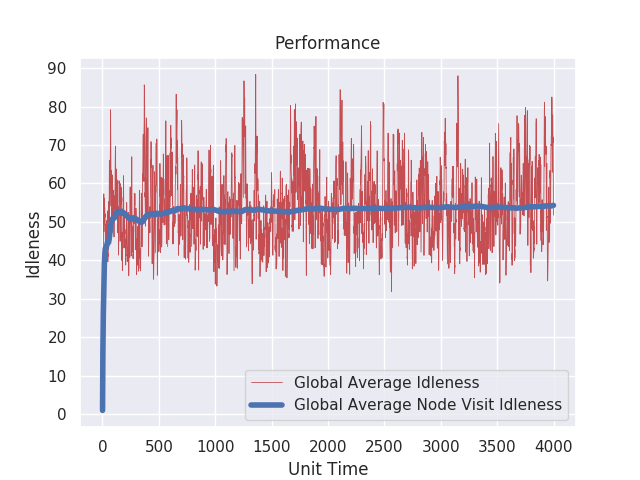 Performance
90
80
70
60
50
40
30
20
10
0
Idleness
Global Average Idleness
Global Average Node Visit Idleness
0 500 1000 1500 2000 2500 3000 3500 4000
Unit Time